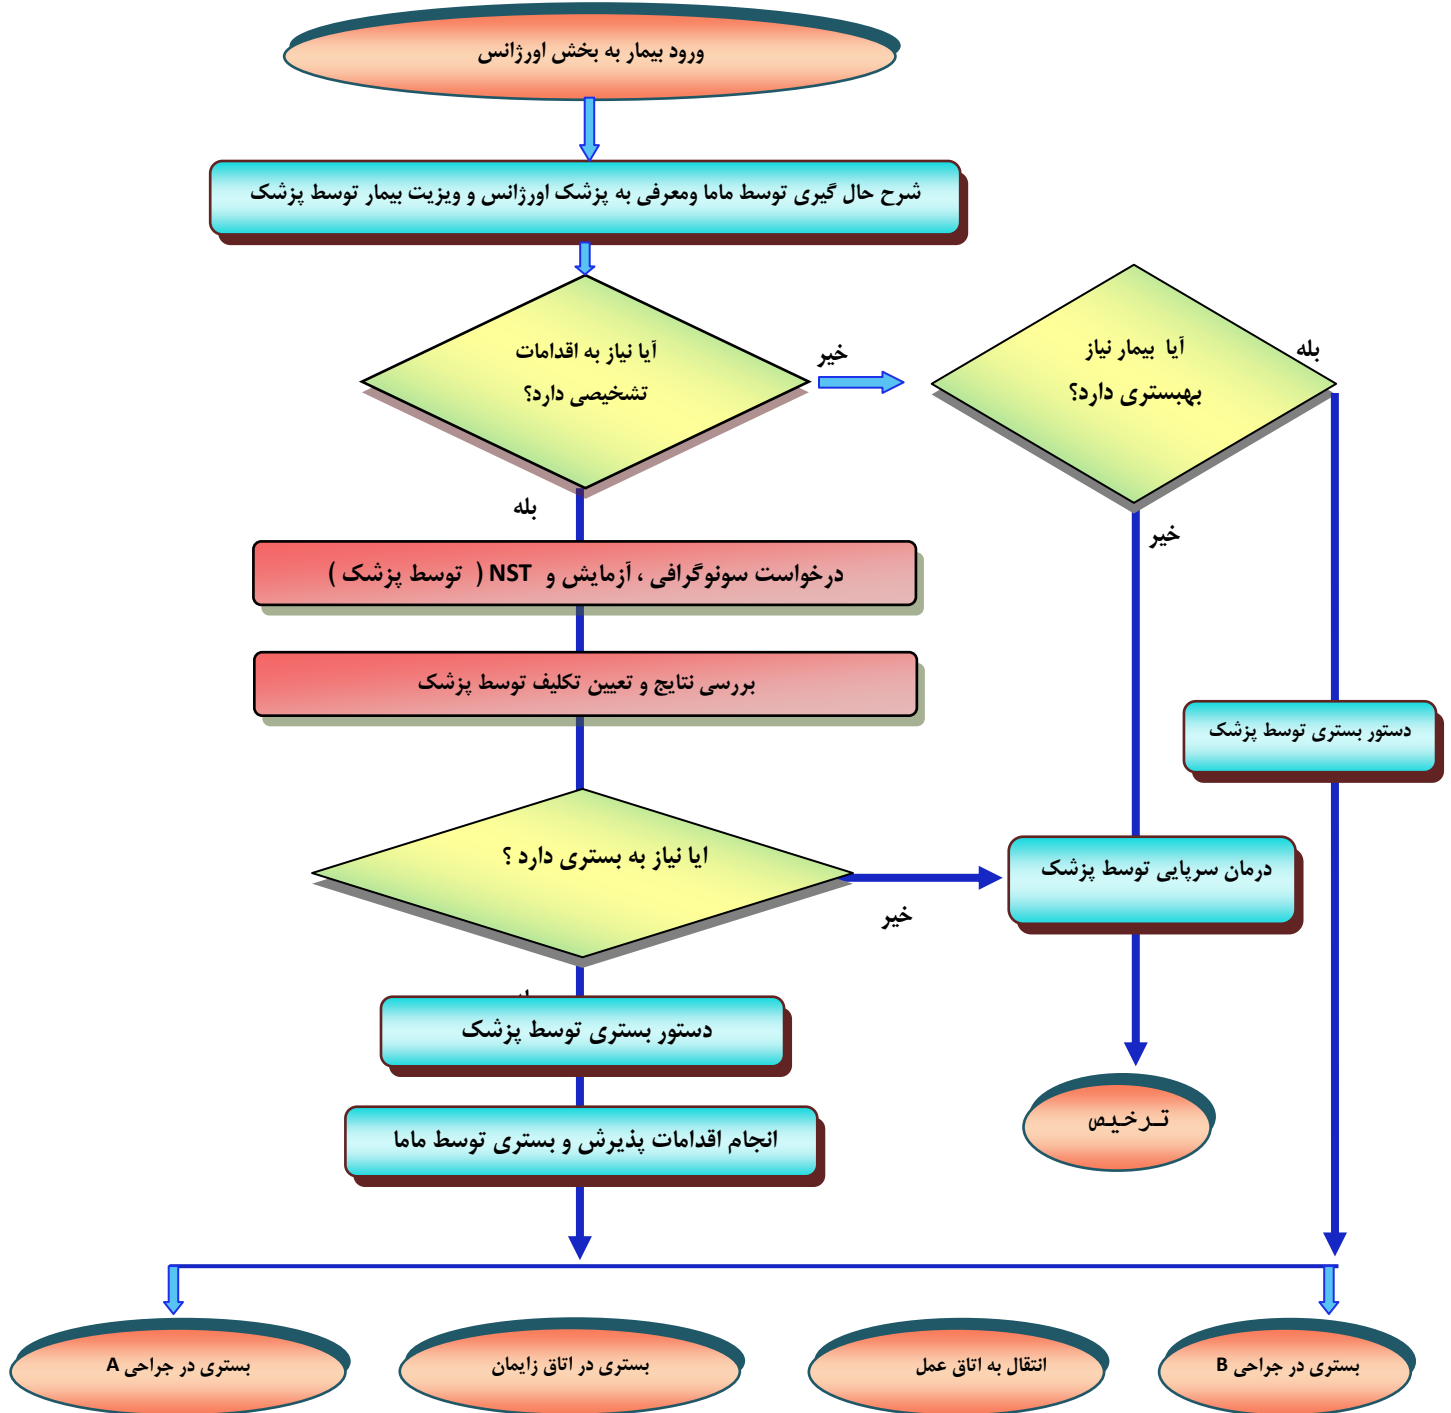 ورود بیمار به بخش اورژانس
شرح حال گیری توسط ماما ومعرفی به پزشک اورژانس و ویزیت بیمار توسط پزشک
آیا نیاز به اقدامات
تشخیصی دارد؟
خیر
آیا بیمار نیاز
بهبستری دارد؟
بله
بله
خیر
درخواست سونوگرافی ، آزمایش و NST ( توسط پزشک )
بررسی نتایج و تعیین تکلیف توسط پزشک
دستور بستری توسط پزشک
ایا نیاز به بستری دارد ؟
خیر
درمان سرپایی توسط پزشک
دستور بستری توسط پزشک
ترخیص
انجام اقدامات پذیرش و بستری توسط ماما
بستری در جراحی B
انتقال به اتاق عمل
بستری در اتاق زایمان
بستری در جراحی A